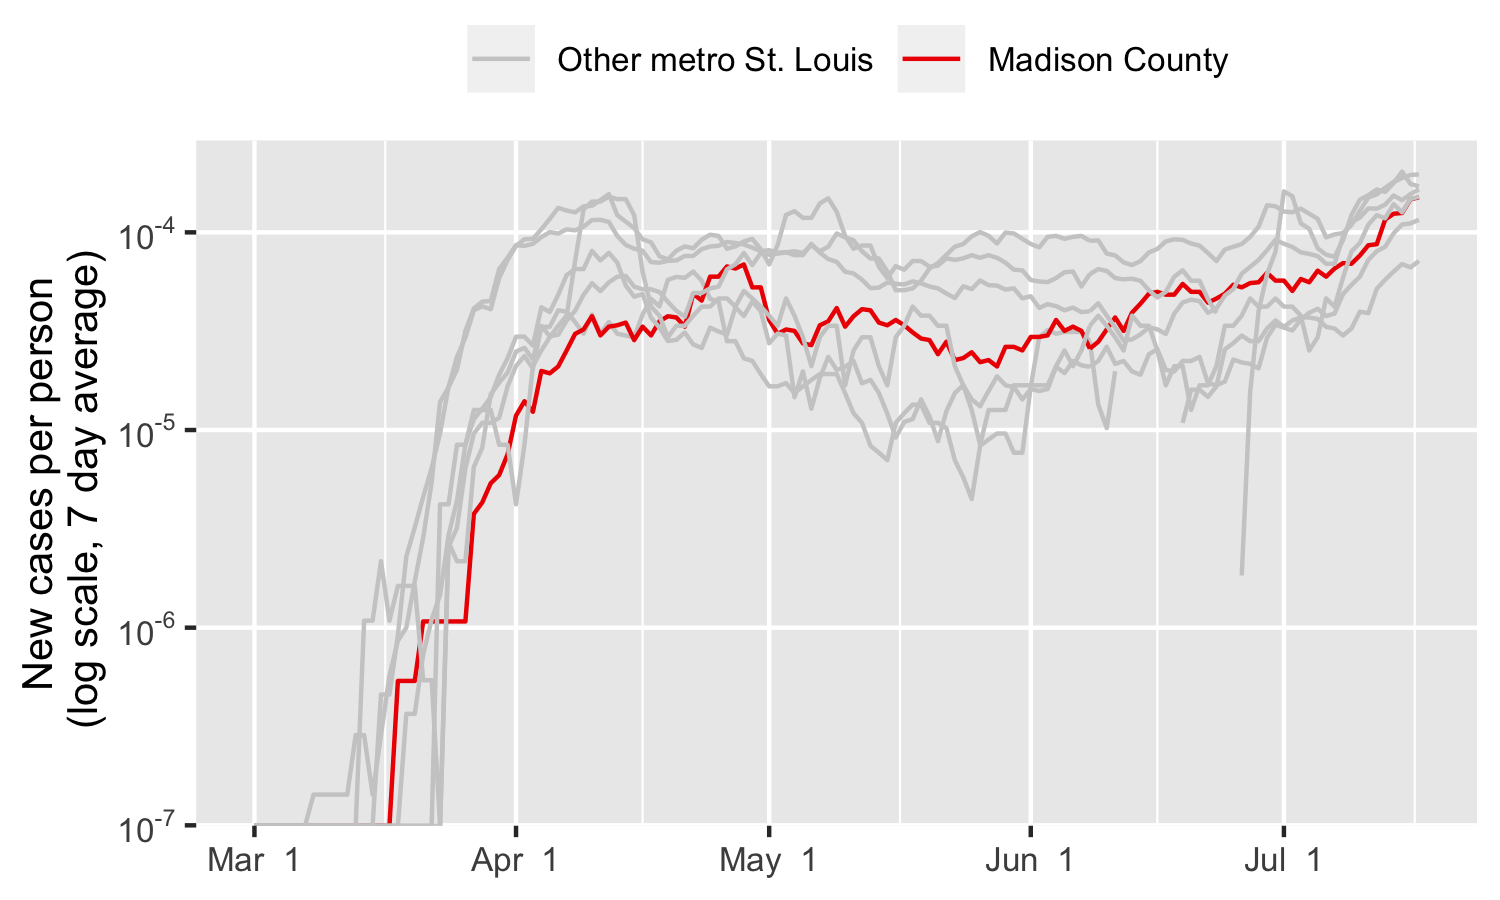 Other metro St. Louis
Madison County
New cases per person
(log scale, 7 day average)
10⁻⁴
10⁻⁵
10⁻⁶
10⁻⁷
Mar 1
Apr 1
May 1
Jun 1
Jul 1